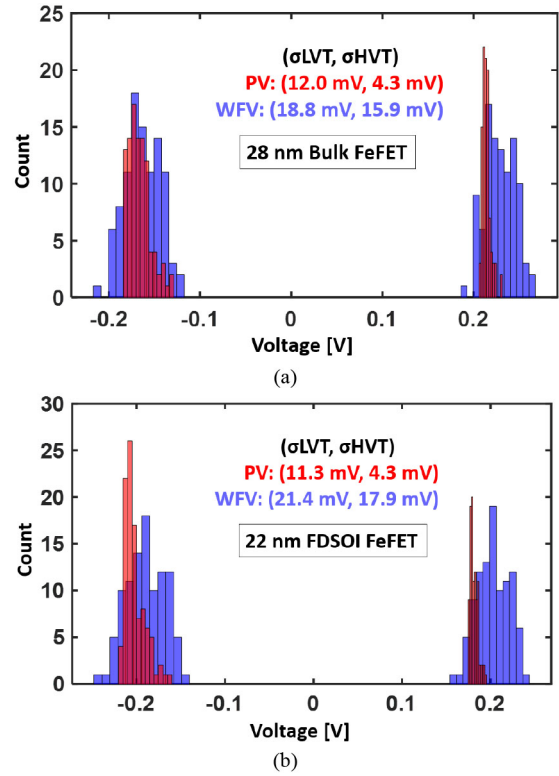 25
20
15
10
5
0
Count
(σLVT, σHVT)
PV: (12.0 mV, 4.3 mV)
WFV: (18.8 mV, 15.9 mV)
28 nm Bulk FeFET
-0.2 -0.1 0 0.1 0.2
Voltage [V]
(a)
30
25
20
15
10
5
0
Count
(σLVT, σHVT)
PV: (11.3 mV, 4.3 mV)
WFV: (21.4 mV, 17.9 mV)
22 nm FDSOI FeFET
-0.2 -0.1 0 0.1 0.2
Voltage [V]
(b)